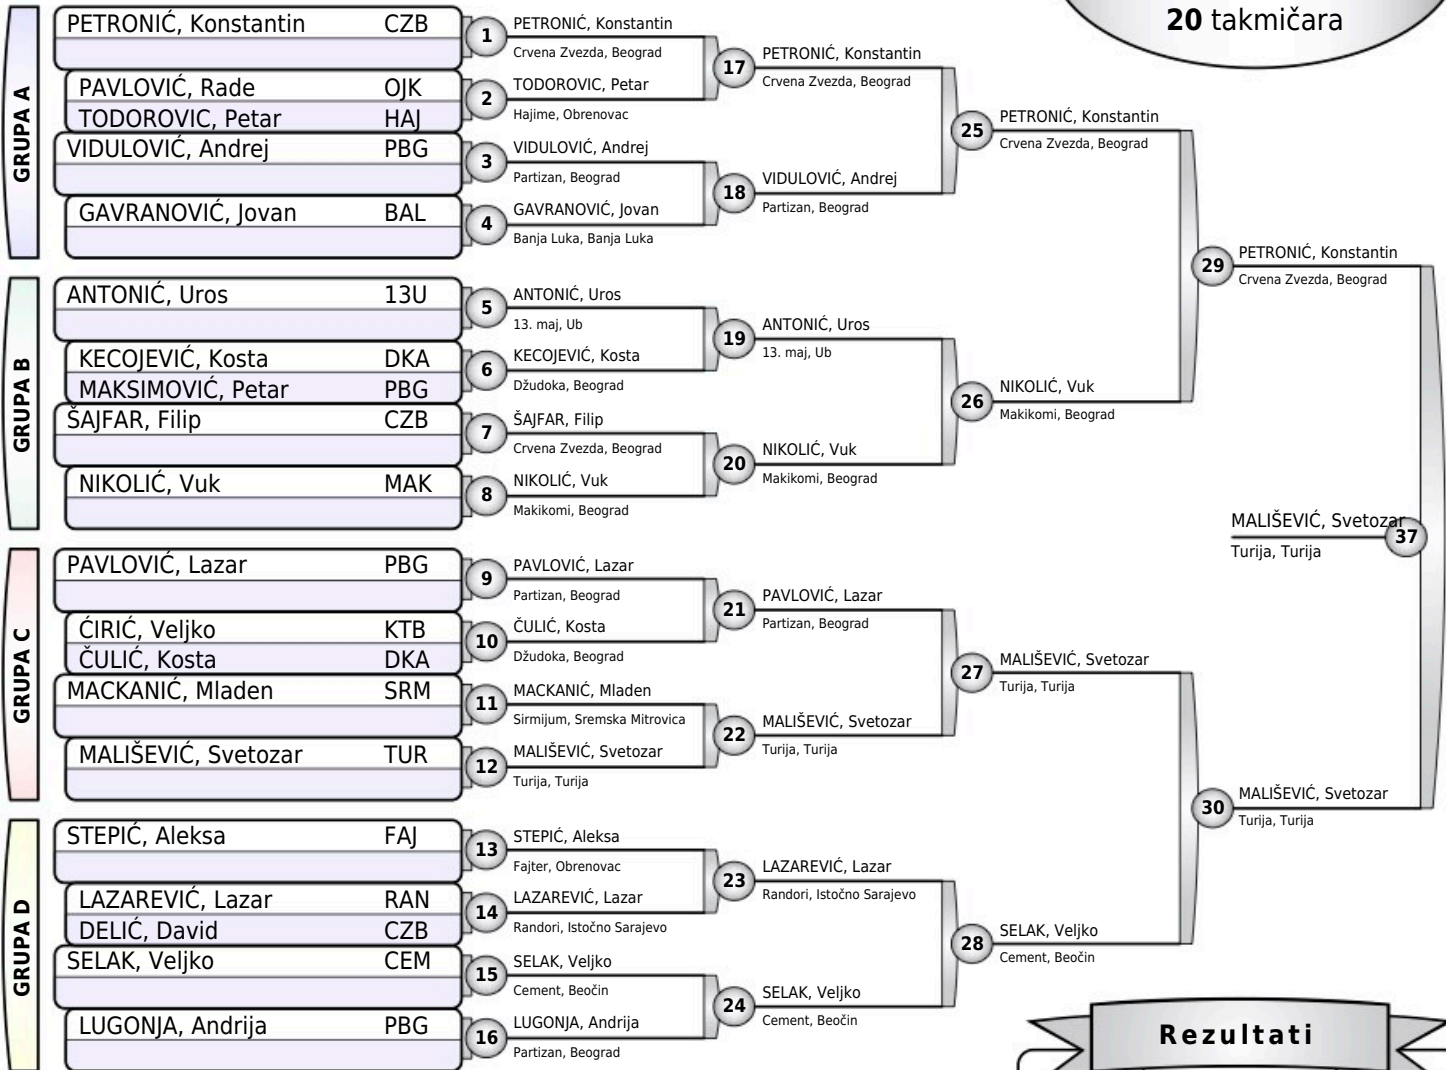 20 takmičara
GRUPA A
PETRONIĆ, Konstantin CZB
PAVLOVIĆ, Rade OJK
TODOROVIC, Petar HAJ
VIDULOVIĆ, Andrej PBG
GAVRANOVIĆ, Jovan BAL
GRUPA B
ANTONIĆ, Uros 13U
KECOJEVIĆ, Kosta DKA
MAKSIMOVIĆ, Petar PBG
ŠAJFAR, Filip CZB
NIKOLIĆ, Vuk MAK
GRUPA C
PAVLOVIĆ, Lazar PBG
ĆIRIĆ, Veljko KTB
ČULIĆ, Kosta DKA
MACKANIĆ, Mladen SRM
MALIŠEVIĆ, Svetozar TUR
GRUPA D
STEPIĆ, Aleksa FAJ
LAZAREVIĆ, Lazar RAN
DELIĆ, David CZB
SELAK, Veljko CEM
LUGONJA, Andrija PBG
1 PETRONIĆ, Konstantin
Crvena Zvezda, Beograd
2 TODOROVIC, Petar
Hajime, Obrenovac
3 VIDULOVIĆ, Andrej
Partizan, Beograd
4 GAVRANOVIĆ, Jovan
Banja Luka, Banja Luka
5 ANTONIĆ, Uros
13. maj, Ub
6 KECOJEVIĆ, Kosta
Džudoka, Beograd
7 ŠAJFAR, Filip
Crvena Zvezda, Beograd
8 NIKOLIĆ, Vuk
Makikomi, Beograd
9 PAVLOVIĆ, Lazar
Partizan, Beograd
10 ČULIĆ, Kosta
Džudoka, Beograd
11 MACKANIĆ, Mladen
Sirmijum, Sremska Mitrovica
12 MALIŠEVIĆ, Svetozar
Turija, Turija
13 STEPIĆ, Aleksa
Fajter, Obrenovac
14 LAZAREVIĆ, Lazar
Randori, Istočno Sarajevo
15 SELAK, Veljko
Cement, Beočin
16 LUGONJA, Andrija
Partizan, Beograd
17 PETRONIĆ, Konstantin
Crvena Zvezda, Beograd
18 VIDULOVIĆ, Andrej
Partizan, Beograd
19 ANTONIĆ, Uros
13. maj, Ub
20 NIKOLIĆ, Vuk
Makikomi, Beograd
21 PAVLOVIĆ, Lazar
Partizan, Beograd
22 MALIŠEVIĆ, Svetozar
Turija, Turija
23 LAZAREVIĆ, Lazar
Randori, Istočno Sarajevo
24 SELAK, Veljko
Cement, Beočin
25 PETRONIĆ, Konstantin
Crvena Zvezda, Beograd
26 NIKOLIĆ, Vuk
Makikomi, Beograd
27 MALIŠEVIĆ, Svetozar
Turija, Turija
28 SELAK, Veljko
Cement, Beočin
29 PETRONIĆ, Konstantin
Crvena Zvezda, Beograd
30 MALIŠEVIĆ, Svetozar
Turija, Turija
MALIŠEVIĆ, Svetozar 37
Turija, Turija
Rezultati